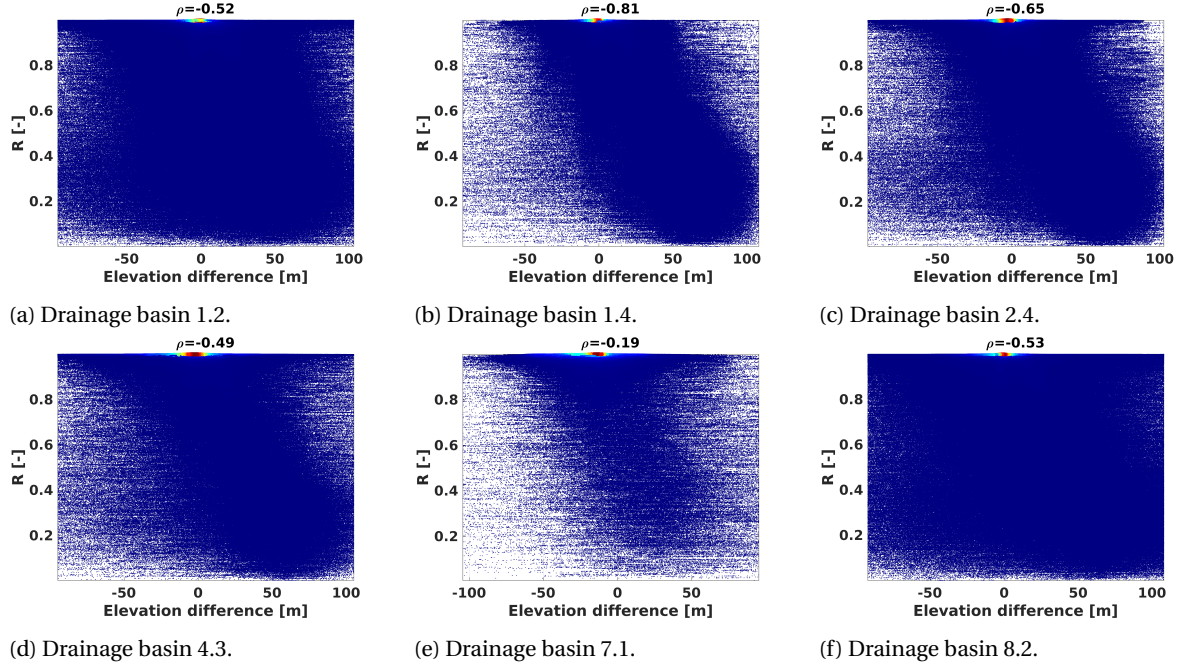 ρ=-0.52
0.8
0.6
0.4
0.2
R [-]
-50 0 50 100
Elevation difference [m]
(a) Drainage basin 1.2.
ρ=-0.81
0.8
0.6
0.4
0.2
R [-]
-50 0 50 100
Elevation difference [m]
(b) Drainage basin 1.4.
ρ=-0.65
0.8
0.6
0.4
0.2
R [-]
-50 0 50 100
Elevation difference [m]
(c) Drainage basin 2.4.
ρ=-0.49
0.8
0.6
0.4
0.2
R [-]
-50 0 50 100
Elevation difference [m]
(d) Drainage basin 4.3.
ρ=-0.19
0.8
0.6
0.4
0.2
R [-]
-100 -50 0 50
Elevation difference [m]
(e) Drainage basin 7.1.
ρ=-0.53
0.8
0.6
0.4
0.2
R [-]
-50 0 50 100
Elevation difference [m]
(f) Drainage basin 8.2.